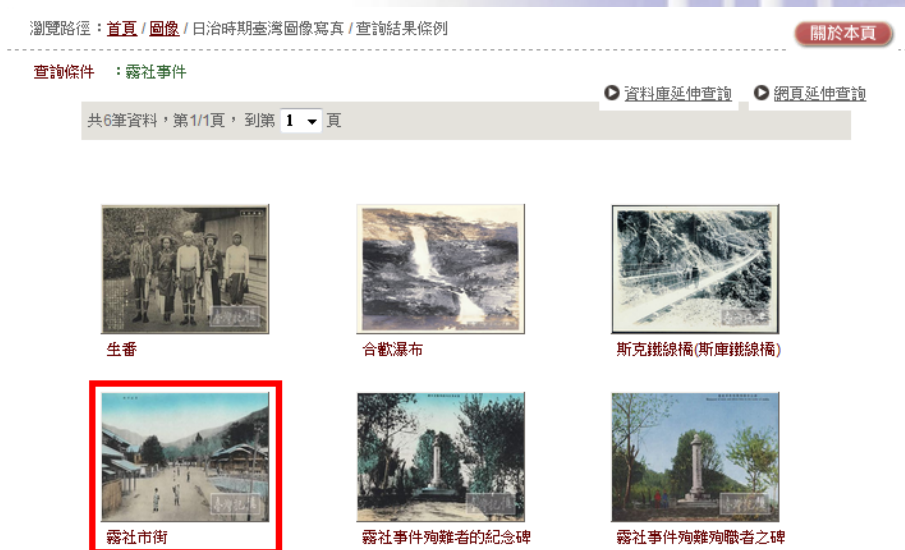 瀏覽路徑：首頁 / 圖像 / 日治時期臺灣圖像寫真 / 查詢結果條例
關於本頁
查詢條件 ：霧社事件
資料庫延伸查詢 網頁延伸查詢
共6筆資料，第1/1頁， 到第 1 頁
生番
合歡瀑布
斯克鐵線橋(斯庫鐵線橋)
霧社市街
霧社事件殉難者的紀念碑
霧社事件殉難殉職者之碑